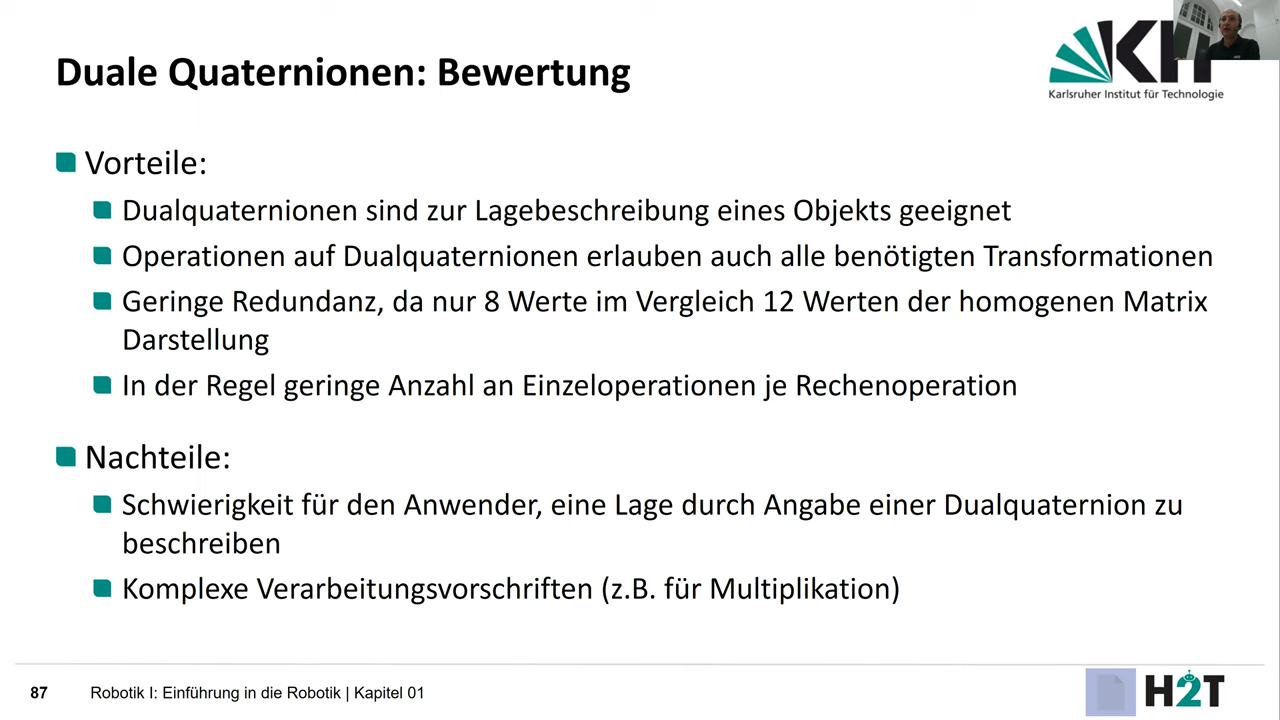 Duale Quaternionen: Bewertung
Karlsruher Institut für Technologie
Vorteile:
Dualquaternionen sind zur Lagebeschreibung eines Objekts geeignet
Operationen auf Dualquaternionen erlauben auch alle benötigten Transformationen
Geringe Redundanz, da nur 8 Werte im Vergleich 12 Werten der homogenen Matrix
Darstellung
In der Regel geringe Anzahl an Einzeloperationen je Rechenoperation
Nachteile:
Schwierigkeit für den Anwender, eine Lage durch Angabe einer Dualquaternion zu
beschreiben
Komplexe Verarbeitungsvorschriften (z.B. für Multiplikation)
87 Robotik I: Einführung in die Robotik | Kapitel 01
H2T